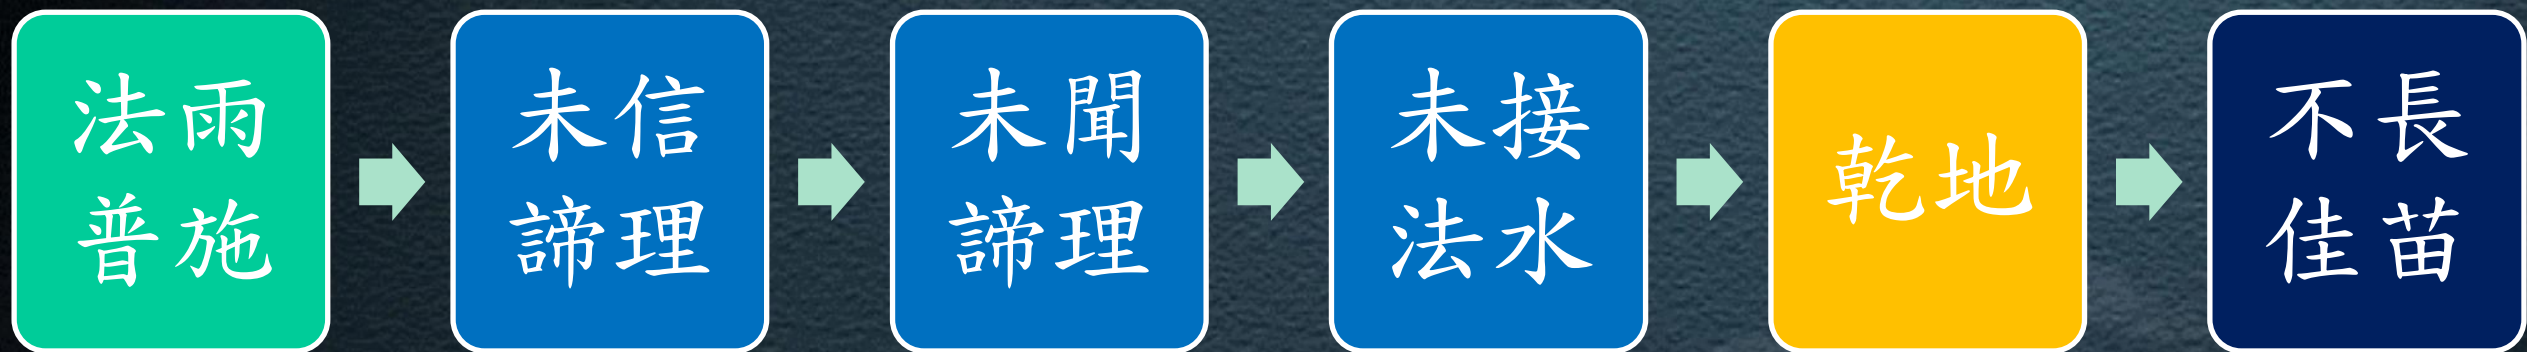 法雨
普施
未信
諦理
未聞
諦理
未接
法水
乾地
不長
佳苗